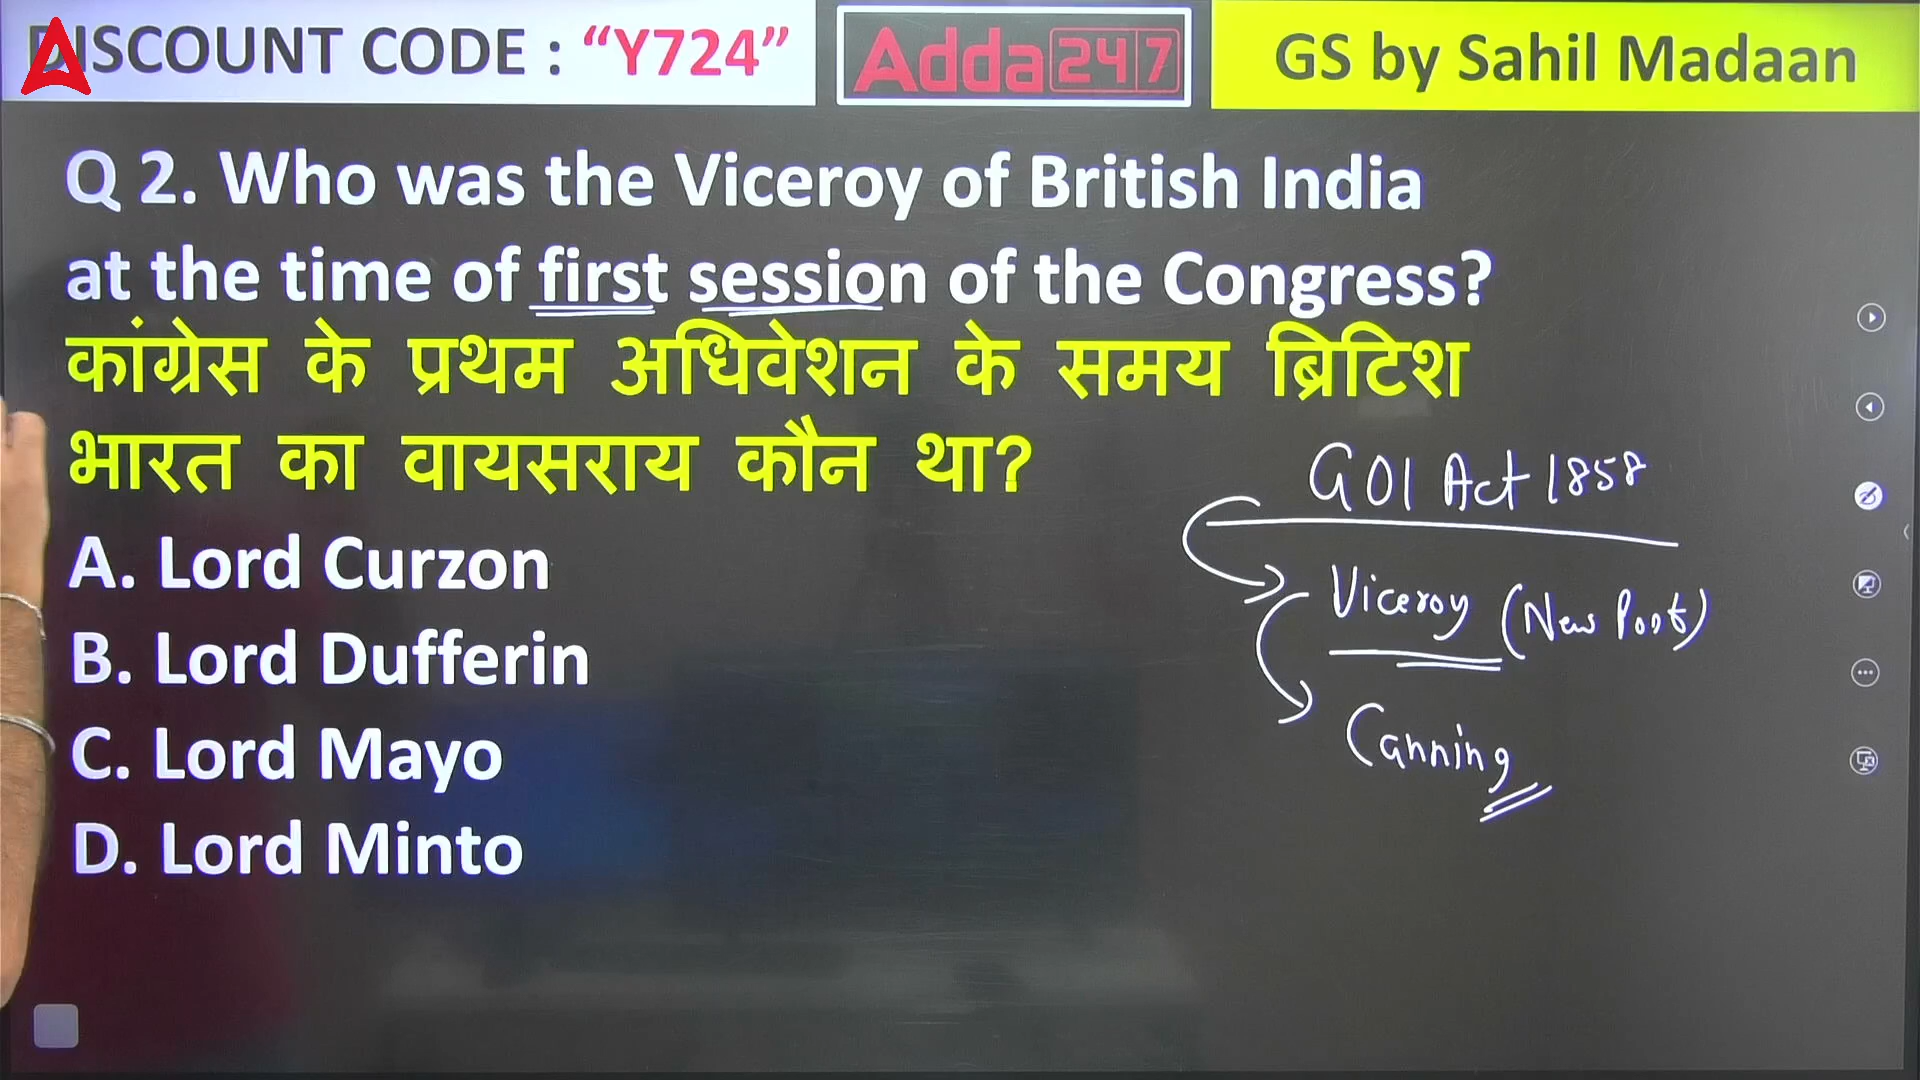 DISCOUNT CODE : “Y724”
Adda247
GS by Sahil Madaan
Q 2. Who was the Viceroy of British India
at the time of first session of the Congress?
कांग्रेस के प्रथम अधिवेशन के समय ब्रिटिश
भारत का वायसराय कौन था?
A. Lord Curzon
B. Lord Dufferin
C. Lord Mayo
D. Lord Minto
GOI Act 1858
Viceroy (New Post)
Canning